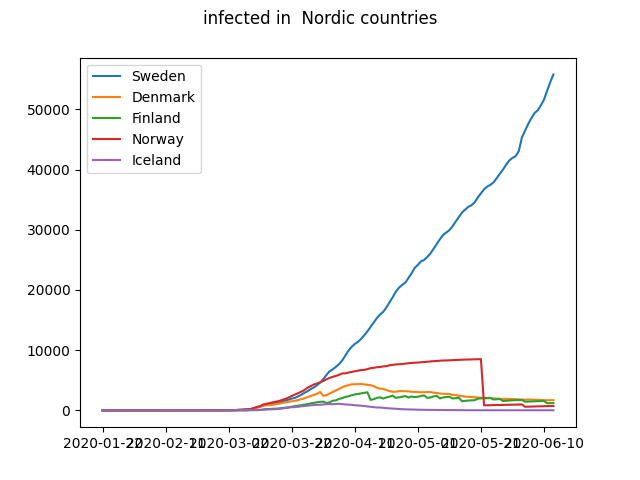 infected in  Nordic countries
Sweden
Denmark
Finland
Norway
Iceland
50000
40000
30000
20000
10000
0
2020-01-22
2020-02-11
2020-03-02
2020-03-22
2020-04-11
2020-05-01
2020-05-21
2020-06-10